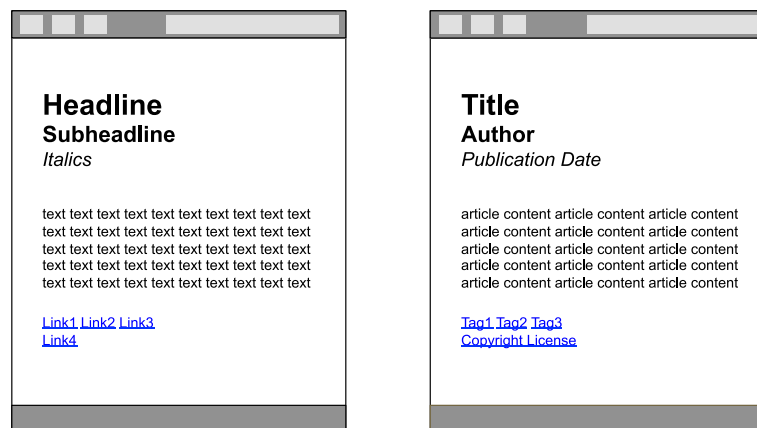 Headline
Subheadline
Italics
text text text text text text text text text text
text text text text text text text text text text
text text text text text text text text text text
text text text text text text text text text text
text text text text text text text text text text
Link1 Link2 Link3
Link4
Title
Author
Publication Date
article content article content article content
article content article content article content
article content article content article content
article content article content article content
article content article content article content
Tag1 Tag2 Tag3
Copyright License